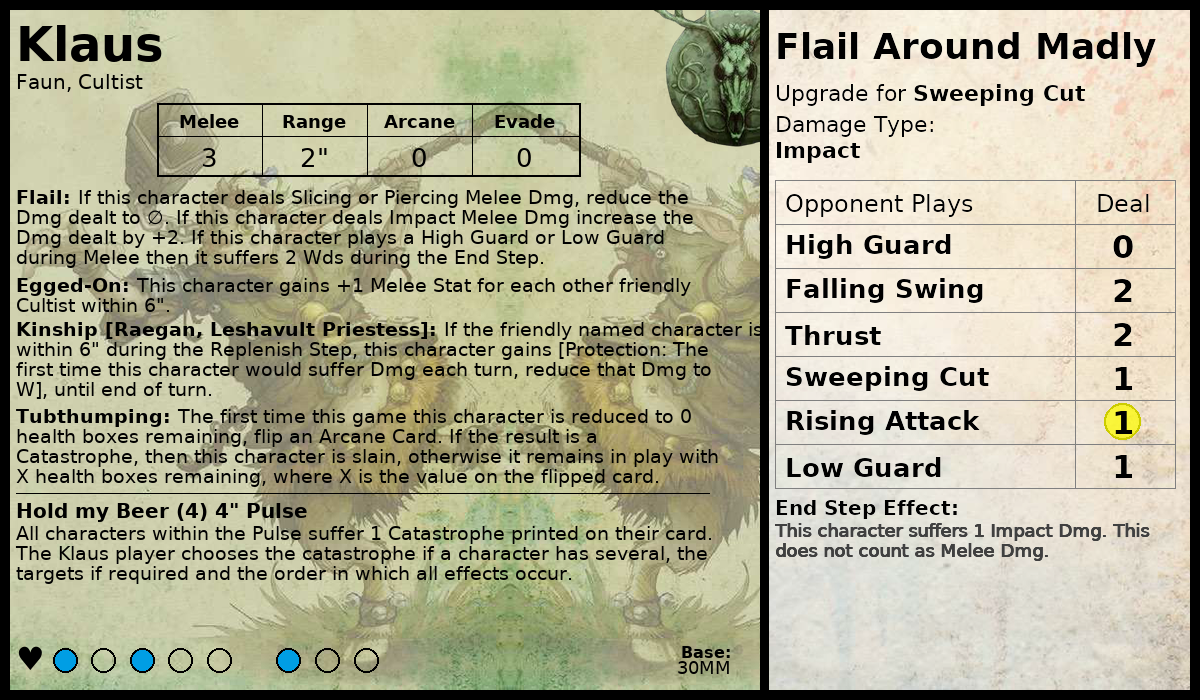 Klaus
Faun, Cultist
Melee Range Arcane Evade
3 2" 0 0
Flail: If this character deals Slicing or Piercing Melee Dmg, reduce the
Dmg dealt to ∅. If this character deals Impact Melee Dmg increase the
Dmg dealt by +2. If this character plays a High Guard or Low Guard
during Melee then it suffers 2 Wds during the End Step.
Egged-On: This character gains +1 Melee Stat for each other friendly
Cultist within 6".
Kinship [Raegan, Leshavult Priestess]: If the friendly named character is
within 6" during the Replenish Step, this character gains [Protection: The
first time this character would suffer Dmg each turn, reduce that Dmg to
W], until end of turn.
Tubthumping: The first time this game this character is reduced to 0
health boxes remaining, flip an Arcane Card. If the result is a
Catastrophe, then this character is slain, otherwise it remains in play with
X health boxes remaining, where X is the value on the flipped card.
Hold my Beer (4) 4" Pulse
All characters within the Pulse suffer 1 Catastrophe printed on their card.
The Klaus player chooses the catastrophe if a character has several, the
targets if required and the order in which all effects occur.
Base:
30MM
Flail Around Madly
Upgrade for Sweeping Cut
Damage Type:
Impact
Opponent Plays Deal
High Guard 0
Falling Swing 2
Thrust 2
Sweeping Cut 1
Rising Attack 1
Low Guard 1
End Step Effect:
This character suffers 1 Impact Dmg. This
does not count as Melee Dmg.